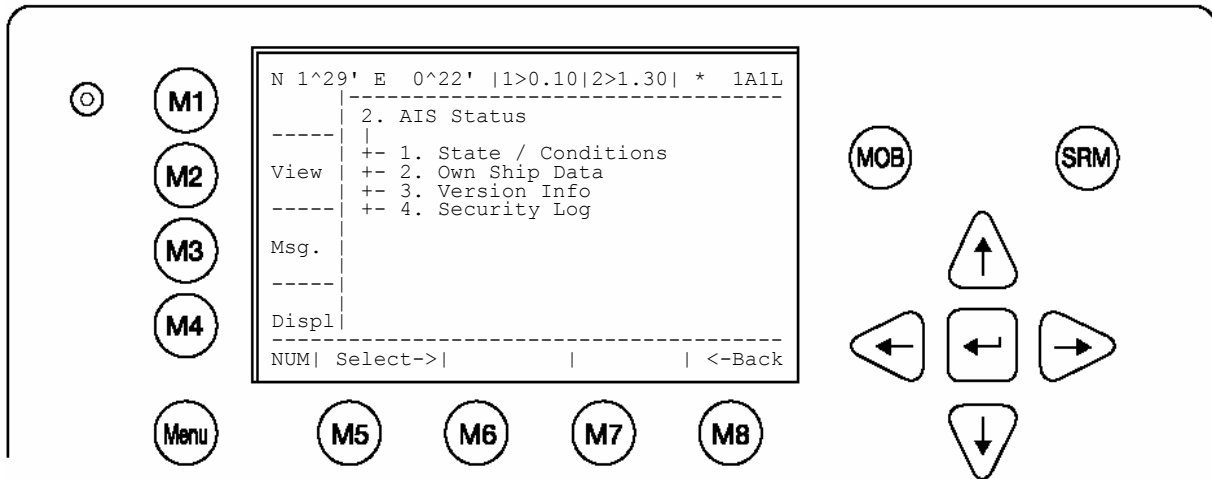 N 1^29' E 0^22' |1>0.10|2>1.30| * 1A1L
2. AIS Status
+- 1. State / Conditions
View | +- 2. Own Ship Data
+- 3. Version Info
+- 4. Security Log
Msg.
Displ
NUM| Select->| | | <-Back
M1
M2
M3
M4
Menu
M5
M6
M7
M8
MOB
SRM